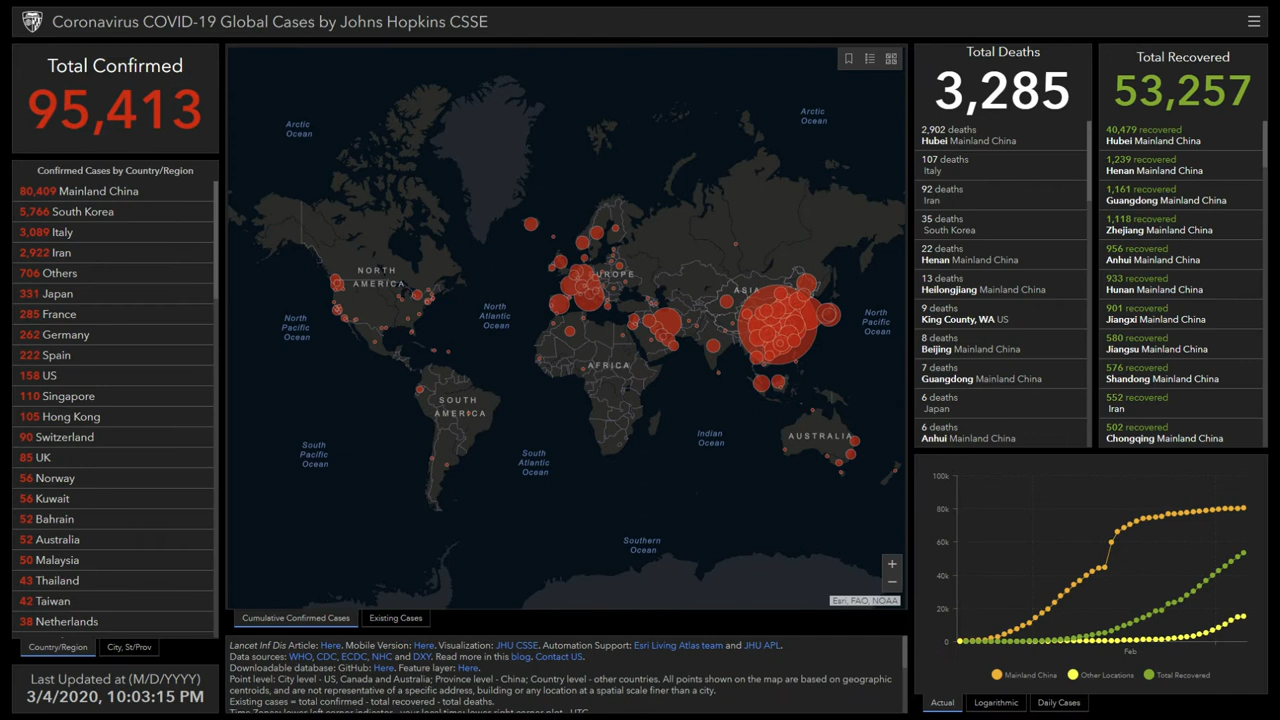 Coronavirus COVID-19 Global Cases by Johns Hopkins CSSE
Total Confirmed
95,413
Confirmed Cases by Country/Region
80,409 Mainland China
5,766 South Korea
3,089 Italy
2,922 Iran
706 Others
331 Japan
285 France
262 Germany
222 Spain
158 US
110 Singapore
105 Hong Kong
90 Switzerland
85 UK
56 Norway
56 Kuwait
52 Bahrain
52 Australia
50 Malaysia
43 Thailand
42 Taiwan
38 Netherlands
Country/Region
City, St/Prov
Last Updated at (M/D/YYYY)
3/4/2020, 10:03:15 PM
Arctic
Ocean
Arctic
Ocean
NORTH
AMERICA
EUROPE
ASIA
North
Pacific
Ocean
North
Atlantic
Ocean
North
Pacific
Ocean
AFRICA
SOUTH
AMERICA
AUSTRALIA
Indian
Ocean
South
Pacific
Ocean
South
Atlantic
Ocean
Southern
Ocean
+
−
Esri, FAO, NOAA
Cumulative Confirmed Cases
Existing Cases
Lancet Inf Dis Article: Here. Mobile Version: Here. Visualization: JHU CSSE. Automation Support: Esri Living Atlas team and JHU APL.
Data sources: WHO, CDC, ECDC, NHC and DXY. Read more in this blog. Contact US.
Downloadable database: GitHub: Here. Feature layer: Here.
Point level: City level - US, Canada and Australia; Province level - China; Country level - other countries. All points shown on the map are based on geographic
centroids, and are not representative of a specific address, building or any location at a spatial scale finer than a city.
Existing cases = total confirmed - total recovered - total deaths.
Time Zones: lower left corner indicator - your local time; lower right corner plot - UTC
Total Deaths
3,285
2,902 deaths
Hubei Mainland China
107 deaths
Italy
92 deaths
Iran
35 deaths
South Korea
22 deaths
Henan Mainland China
13 deaths
Heilongjiang Mainland China
9 deaths
King County, WA US
8 deaths
Beijing Mainland China
7 deaths
Guangdong Mainland China
6 deaths
Japan
6 deaths
Anhui Mainland China
Total Recovered
53,257
40,479 recovered
Hubei Mainland China
1,239 recovered
Henan Mainland China
1,161 recovered
Guangdong Mainland China
1,118 recovered
Zhejiang Mainland China
956 recovered
Anhui Mainland China
933 recovered
Hunan Mainland China
901 recovered
Jiangxi Mainland China
580 recovered
Jiangsu Mainland China
576 recovered
Shandong Mainland China
552 recovered
Iran
502 recovered
Chongqing Mainland China
100k
80k
60k
40k
20k
0
Feb
Mainland China
Other Locations
Total Recovered
Actual
Logarithmic
Daily Cases